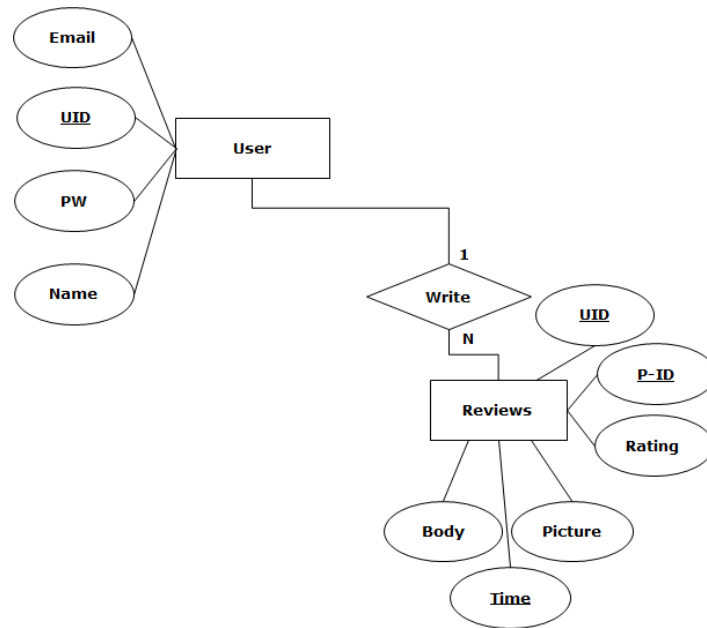 Email
UID
User
PW
Name
1
Write
N
UID
P-ID
Reviews
Rating
Body
Picture
Time